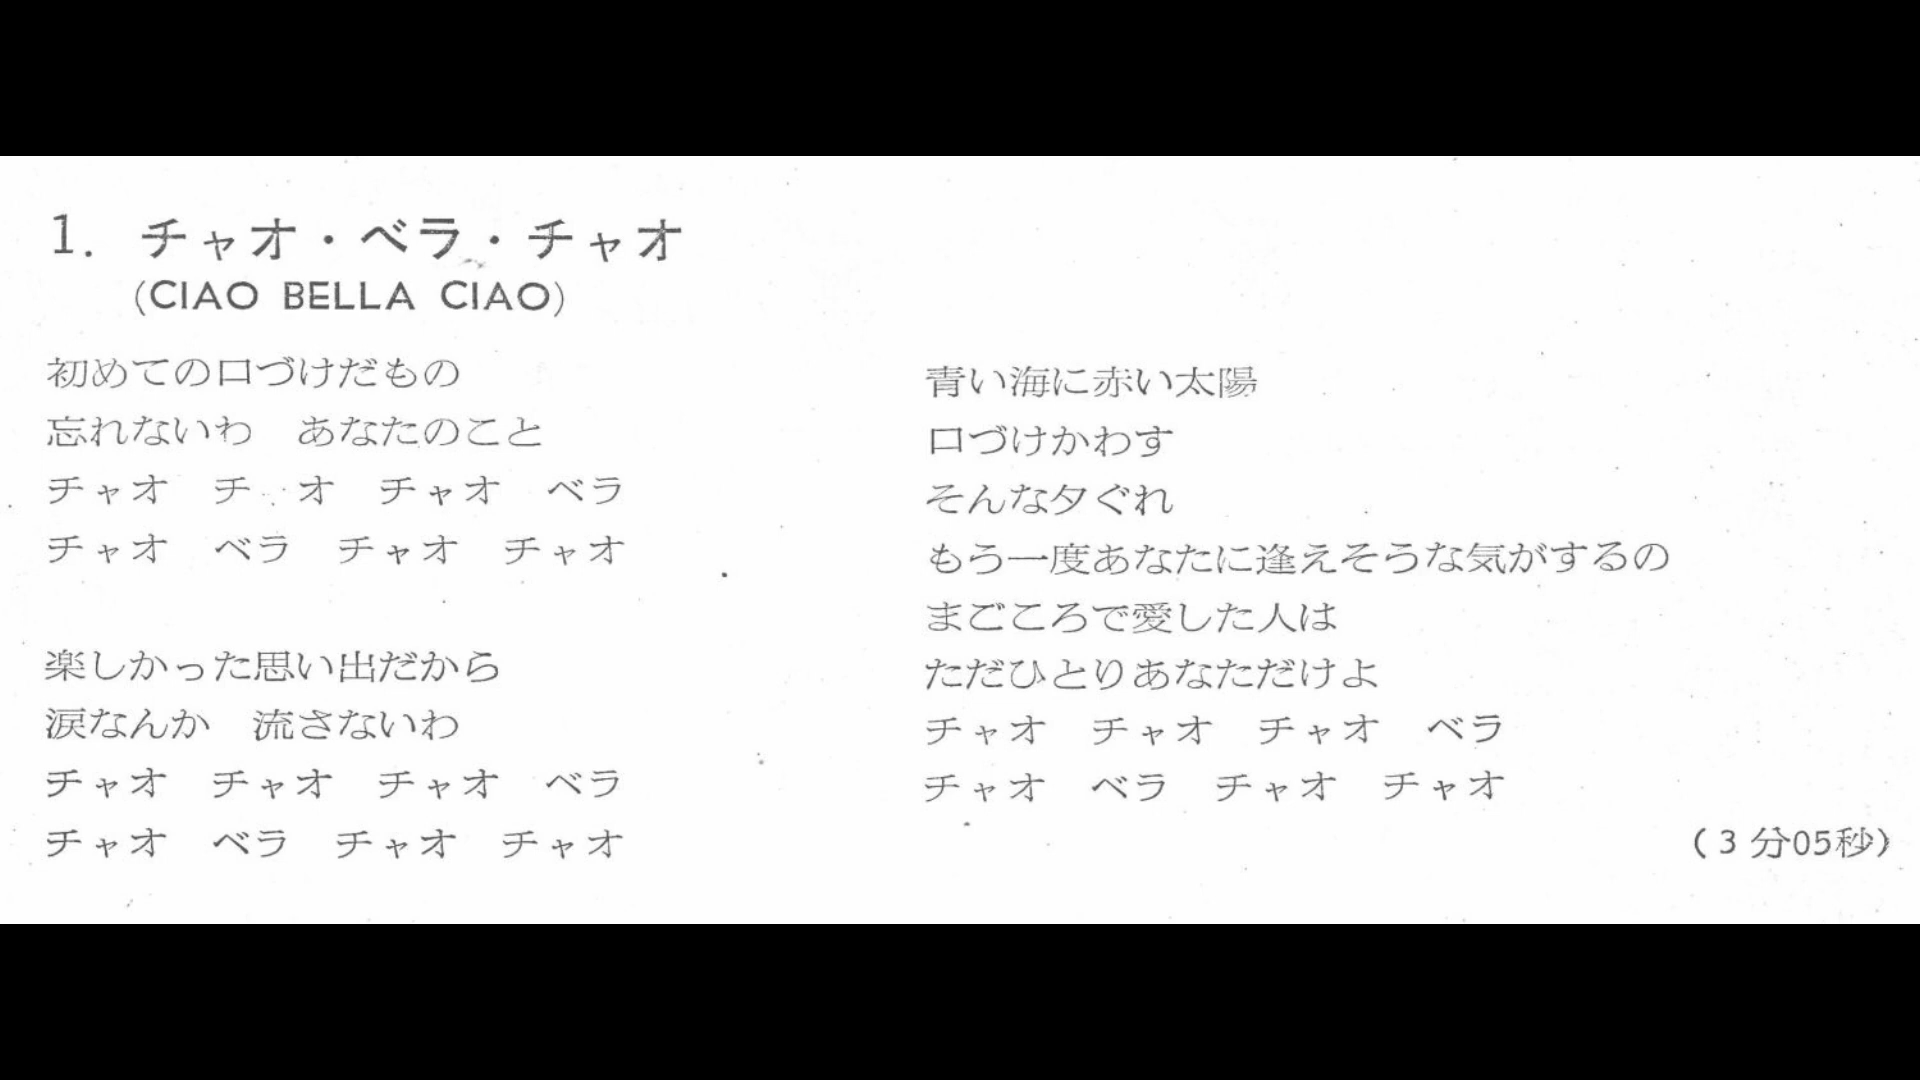 1. チャオ・ベラ・チャオ
(CIAO BELLA CIAO)
初めての口づけだもの
忘れないわ　あなたのこと
チャオ　チ　オ　チャオ　ベラ
チャオ　ベラ　チャオ　チャオ
楽しかった思い出だから
涙なんか　流さないわ
チャオ　チャオ　チャオ　ベラ
チャオ　ベラ　チャオ　チャオ
青い海に赤い太陽
口づけかわす
そんな夕ぐれ
もう一度あなたに逢えそうな気がするの
まごころで愛した人は
ただひとりあなただけよ
チャオ　チャオ　チャオ　ベラ
チャオ　ベラ　チャオ　チャオ
(3分05秒)